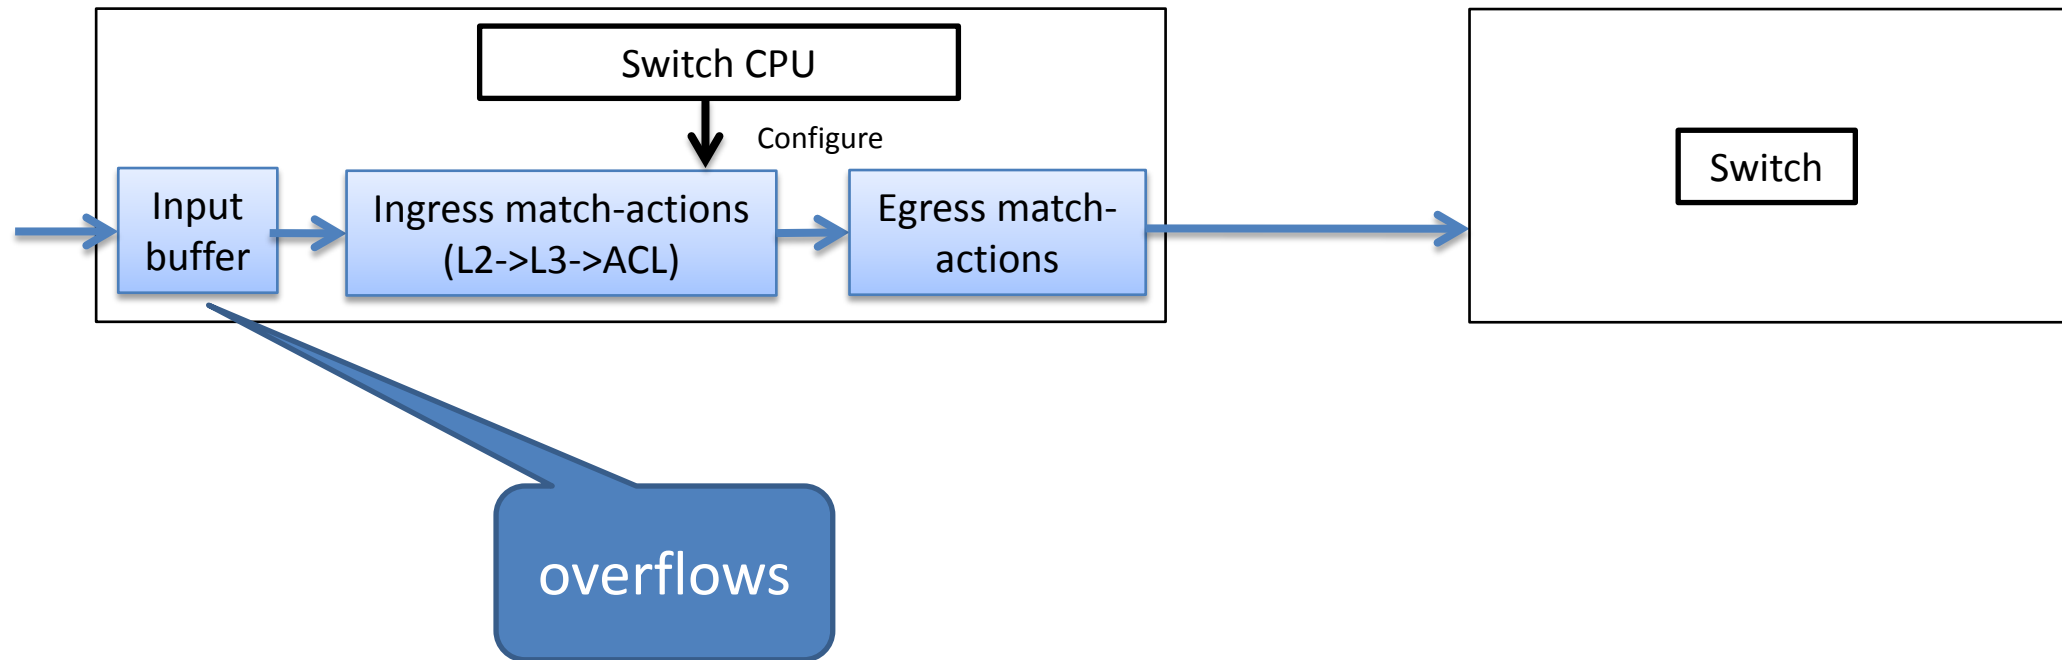 Switch CPU
Configure
Input
buffer
Ingress match-actions
(L2->L3->ACL)
Egress match-
actions
Switch
overflows